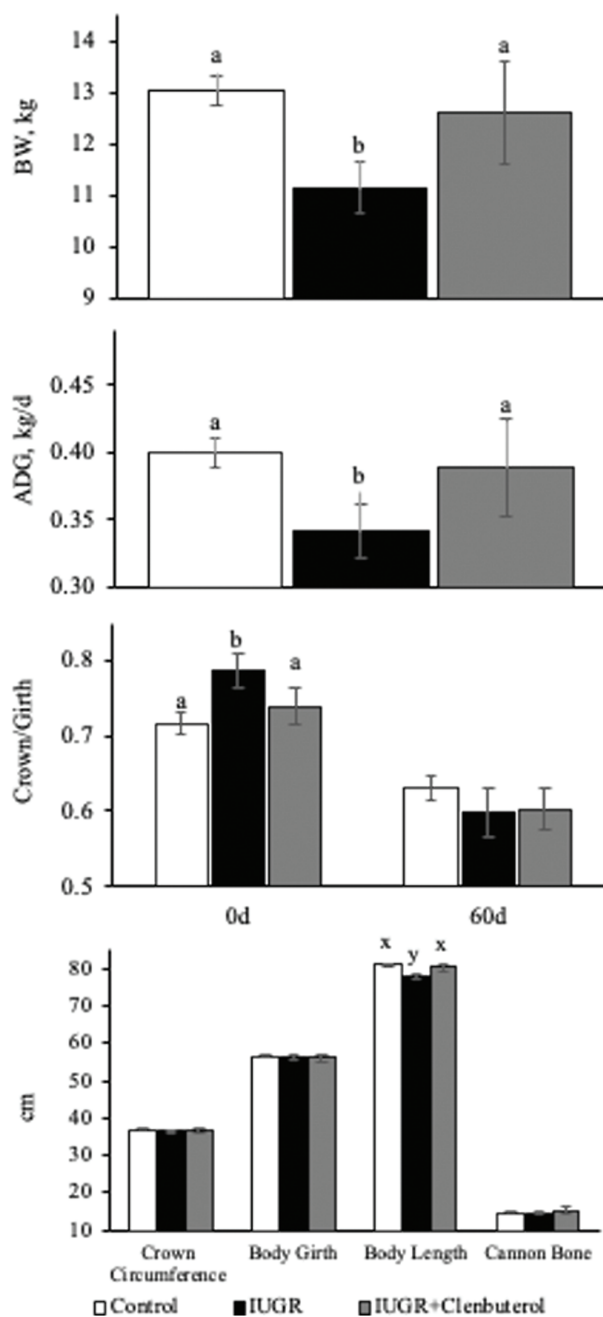 14
a
a
13
BW, kg
12
b
11
10
9
0.45
a
a
ADG, kg/d
0.40
b
0.35
0.30
b
0.8
a
a
Crown/Girth
0.7
0.6
0.5
0d 60d
x y x
80
70
60
50
cm
40
30
20
10
Crown Circumference
Body Girth
Body Length
Cannon Bone
Control IUGR IUGR+Clenbuterol